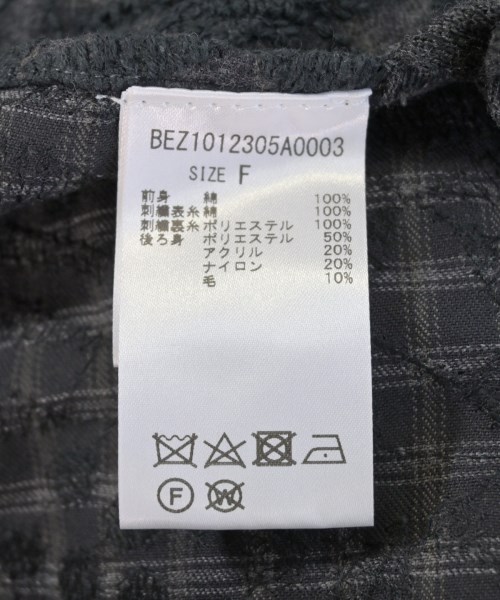 BEZ1012305A0003
SIZE F
前身 綿 100%
刺繍表糸 綿 100%
刺繍裏糸 ポリエステル 100%
後ろ身 ポリエステル 50%
アクリル 20%
ナイロン 20%
毛 10%
F W